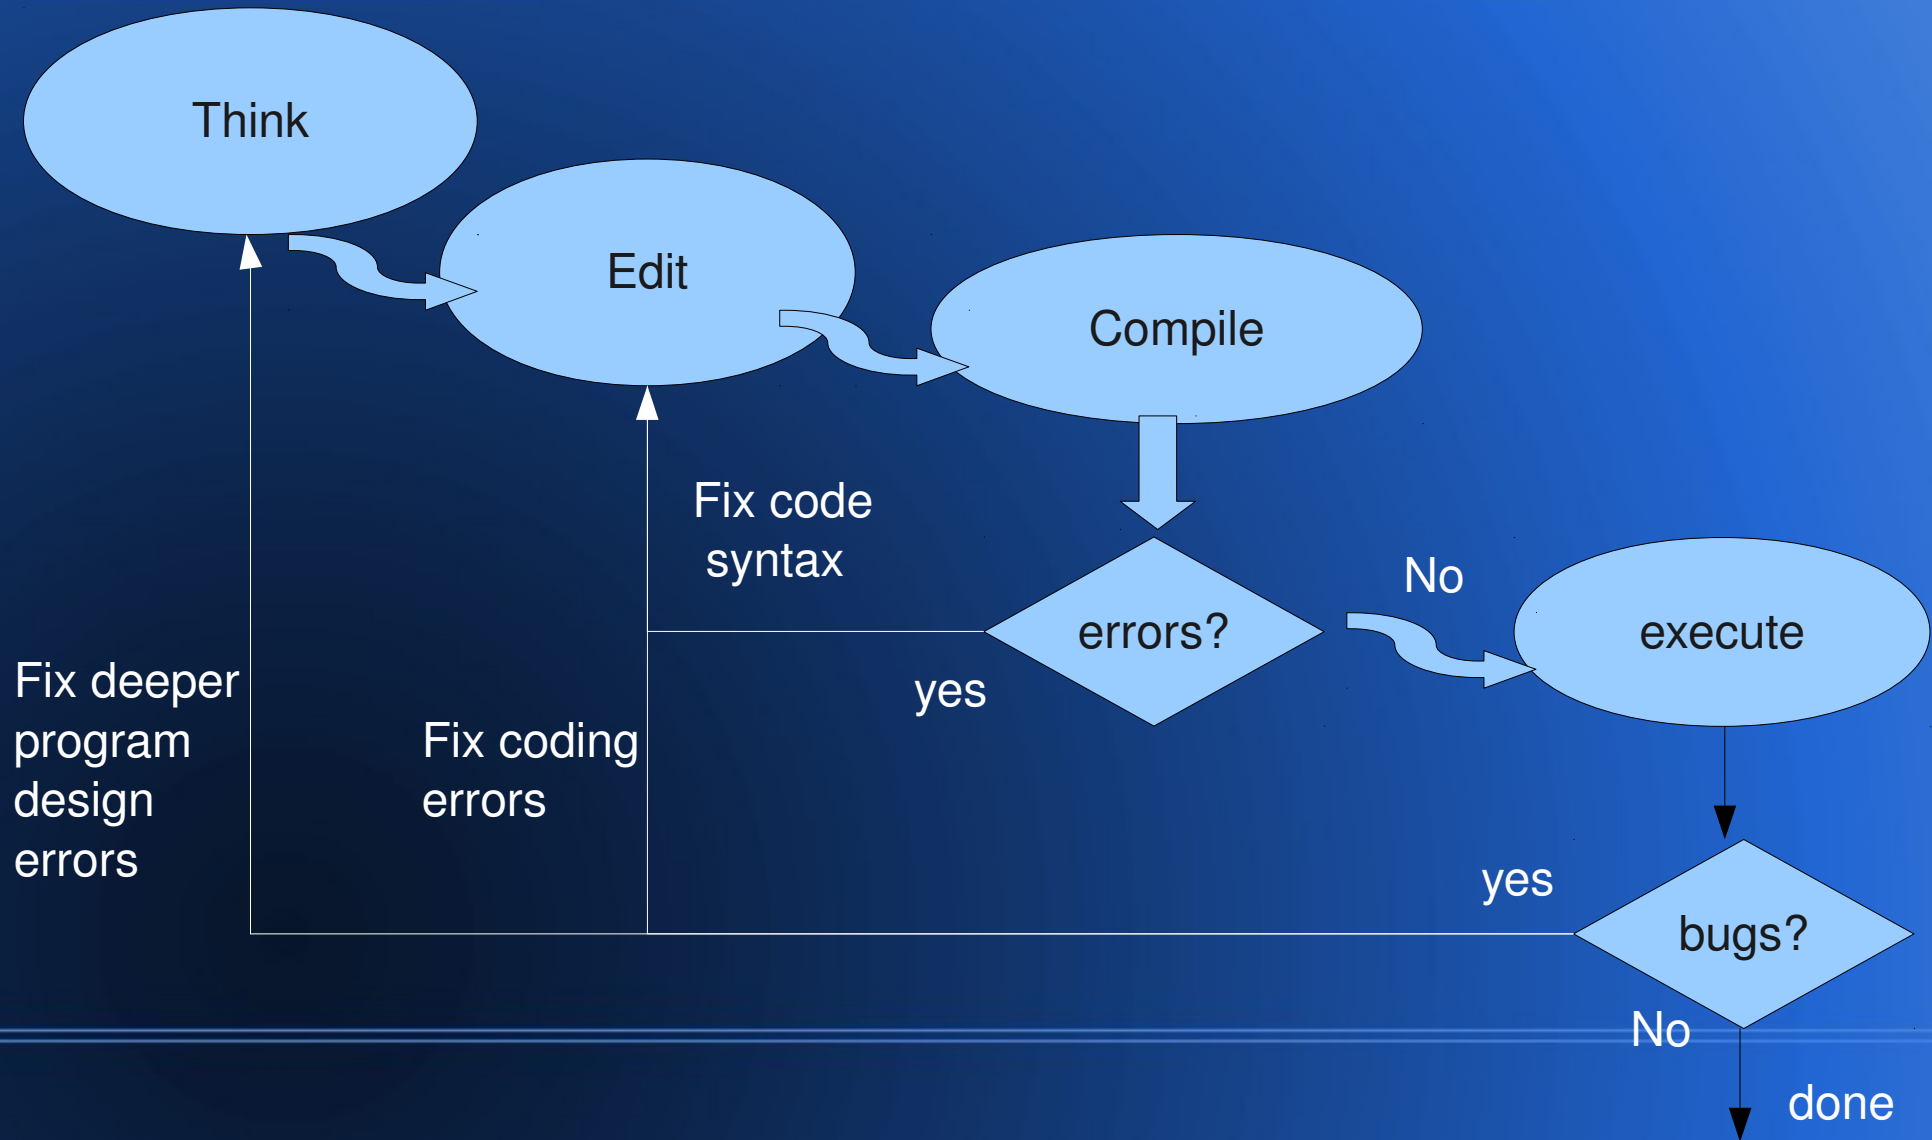 Think
Edit
Compile
Fix code
syntax
No
errors?
execute
yes
Fix deeper
program
design
errors
Fix coding
errors
yes
bugs?
No
done